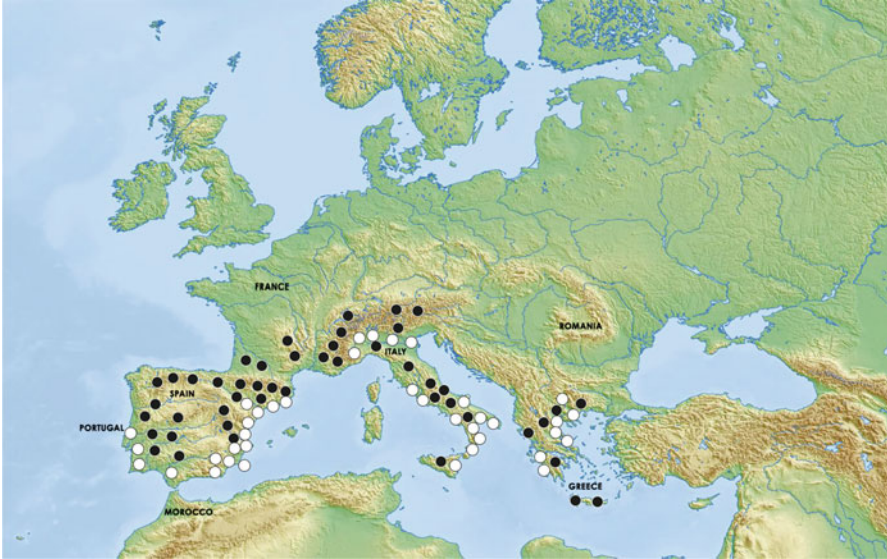 FRANCE
ROMANIA
ITALY
SPAIN
PORTUGAL
GREECE
MOROCCO